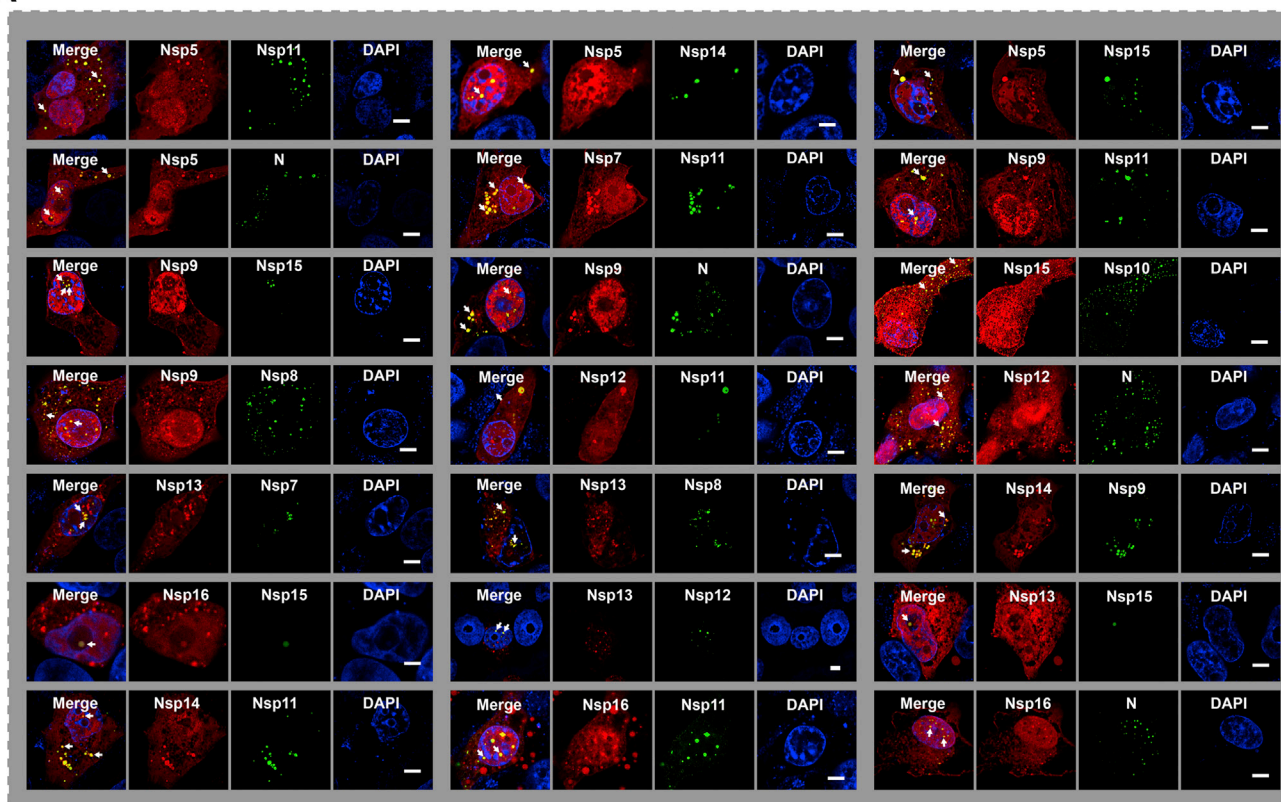 Merge Nsp5 Nsp11 DAPI Merge Nsp5 Nsp14 DAPI Merge Nsp5 Nsp15 DAPI
Merge Nsp5 N DAPI Merge Nsp7 Nsp11 DAPI Merge Nsp9 Nsp11 DAPI
Merge Nsp9 Nsp15 DAPI Merge Nsp9 N DAPI Merge Nsp15 Nsp10 DAPI
Merge Nsp9 Nsp8 DAPI Merge Nsp12 Nsp11 DAPI Merge Nsp12 N DAPI
Merge Nsp13 Nsp7 DAPI Merge Nsp13 Nsp8 DAPI Merge Nsp14 Nsp9 DAPI
Merge Nsp16 Nsp15 DAPI Merge Nsp13 Nsp12 DAPI Merge Nsp13 Nsp15 DAPI
Merge Nsp14 Nsp11 DAPI Merge Nsp16 Nsp11 DAPI Merge Nsp16 N DAPI